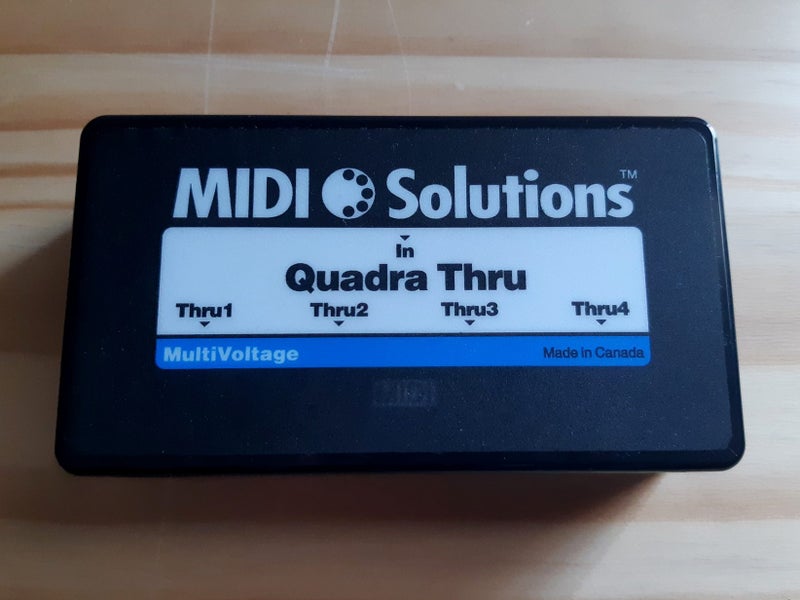 MIDI Solutions™
In
Quadra Thru
Thru1 Thru2 Thru3 Thru4
MultiVoltage Made in Canada